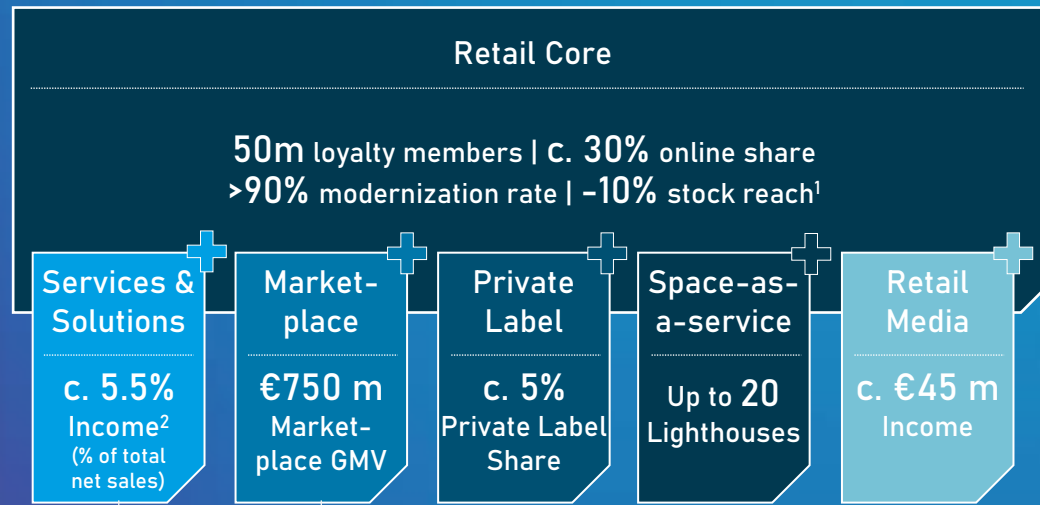 Retail Core
50m loyalty members | c. 30% online share
>90% modernization rate | -10% stock reach¹
Services &
Solutions
c. 5.5%
Income²
(% of total
net sales)
Market-
place
€750 m
Market-
place GMV
Private
Label
c. 5%
Private Label
Share
Space-as-
a-service
Up to 20
Lighthouses
Retail
Media
c. €45 m
Income